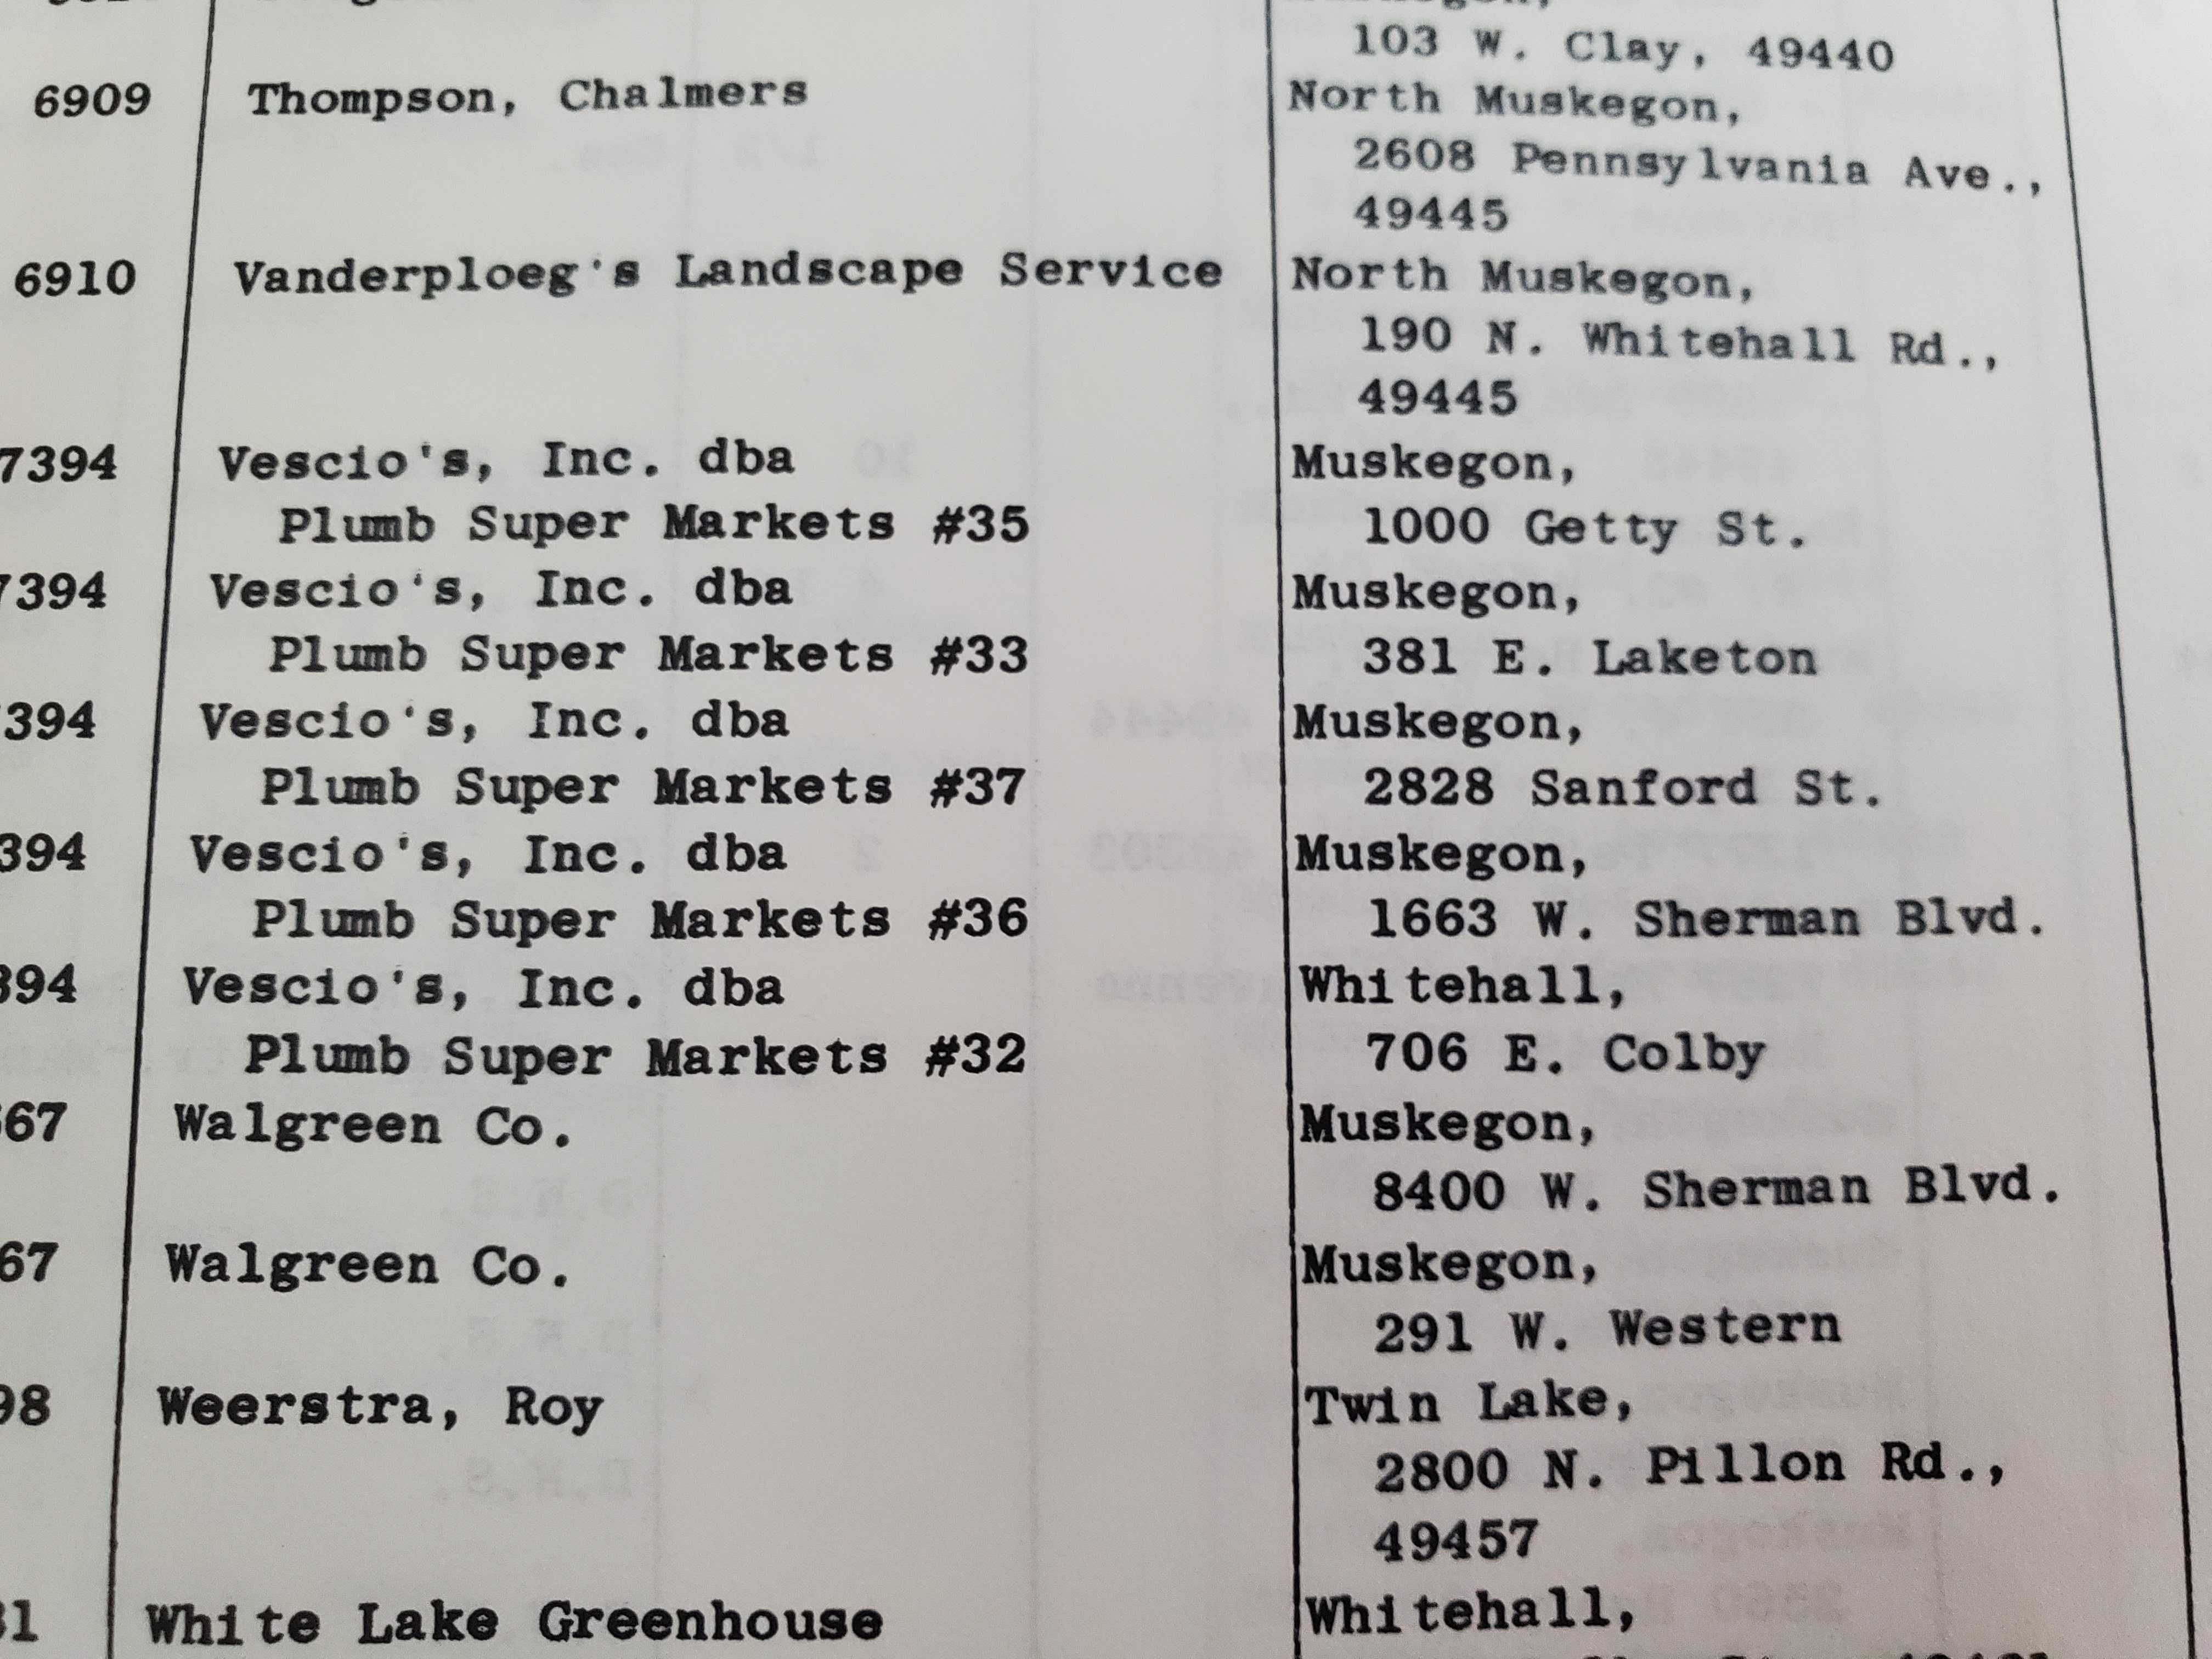 103 W. Clay, 49440
6909 Thompson, Chalmers North Muskegon,
2608 Pennsylvania Ave.,
49445
6910 Vanderploeg's Landscape Service North Muskegon,
190 N. Whitehall Rd.,
49445
7394 Vescio's, Inc. dba Muskegon,
Plumb Super Markets #35 1000 Getty St.
7394 Vescio's, Inc. dba Muskegon,
Plumb Super Markets #33 381 E. Laketon
394 Vescio's, Inc. dba Muskegon,
Plumb Super Markets #37 2828 Sanford St.
394 Vescio's, Inc. dba Muskegon,
Plumb Super Markets #36 1663 W. Sherman Blvd.
394 Vescio's, Inc. dba Whitehall,
Plumb Super Markets #32 706 E. Colby
67 Walgreen Co. Muskegon,
8400 W. Sherman Blvd.
67 Walgreen Co. Muskegon,
291 W. Western
98 Weerstra, Roy Twin Lake,
2800 N. Pillon Rd.,
49457
1 White Lake Greenhouse Whitehall,